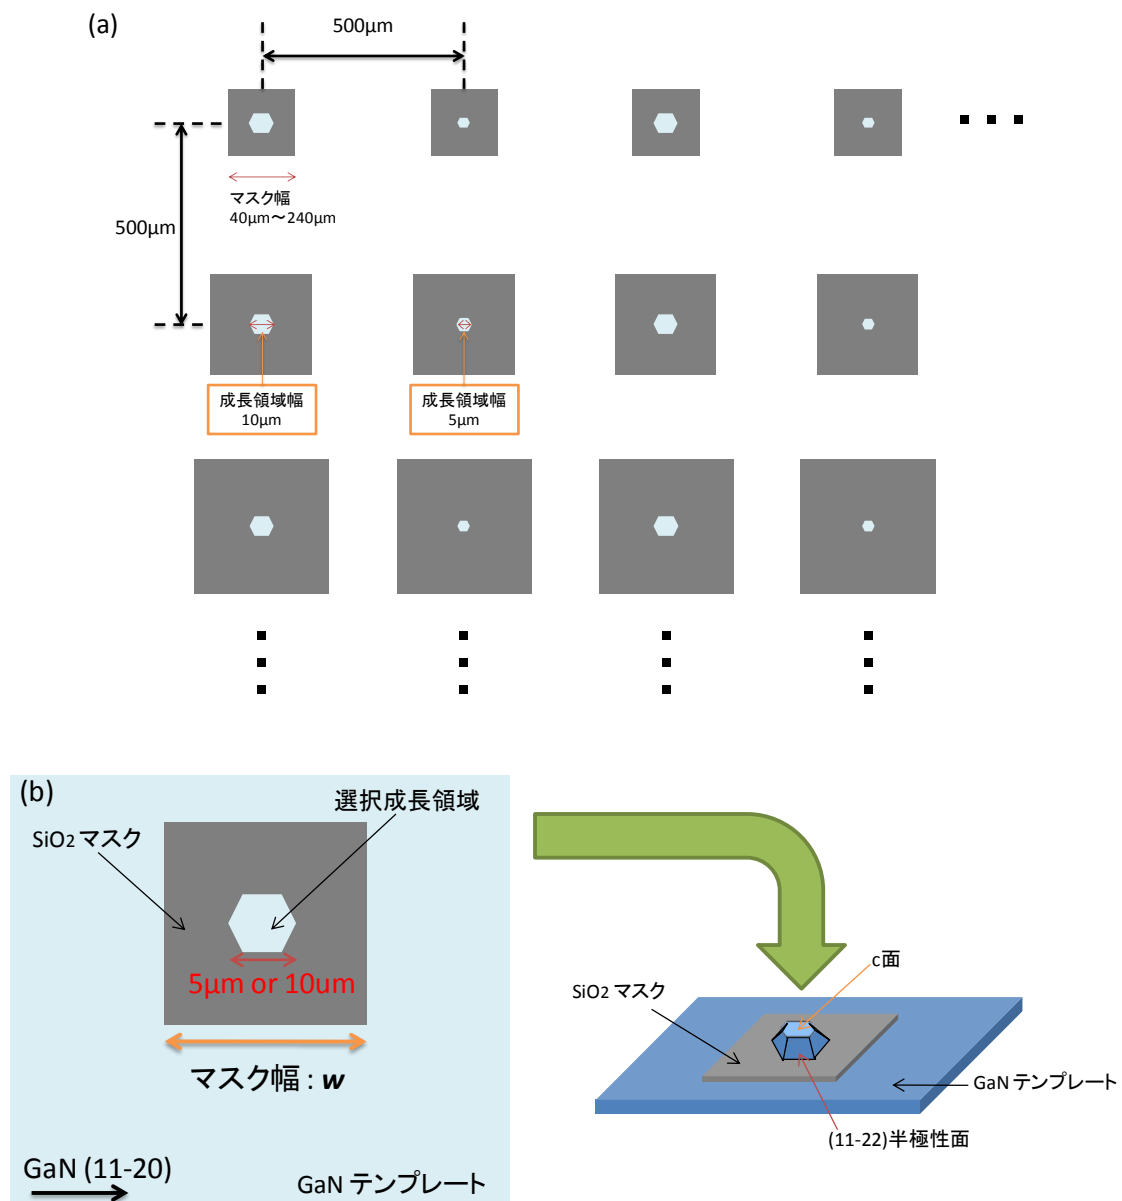 (a)
500μm
マスク幅
40μm～240μm
500μm
成長領域幅
10μm
成長領域幅
5μm
(b)
選択成長領域
SiO2 マスク
5μm or 10um
マスク幅 : w
GaN (11-20)
GaN テンプレート
c面
SiO2 マスク
GaN テンプレート
(11-22)半極性面